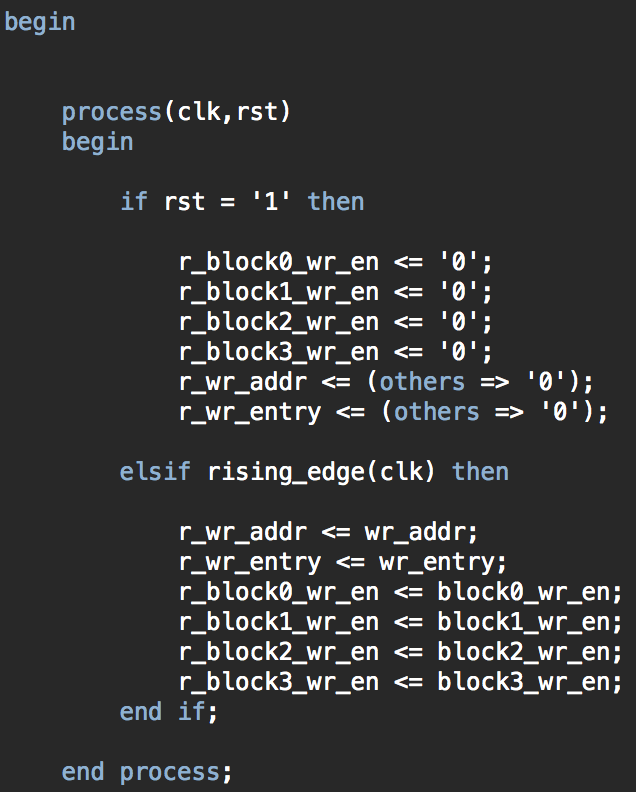 begin
process(clk,rst)
begin
if rst = '1' then
r_block0_wr_en <= '0';
r_block1_wr_en <= '0';
r_block2_wr_en <= '0';
r_block3_wr_en <= '0';
r_wr_addr <= (others => '0');
r_wr_entry <= (others => '0');
elsif rising_edge(clk) then
r_wr_addr <= wr_addr;
r_wr_entry <= wr_entry;
r_block0_wr_en <= block0_wr_en;
r_block1_wr_en <= block1_wr_en;
r_block2_wr_en <= block2_wr_en;
r_block3_wr_en <= block3_wr_en;
end if;
end process;